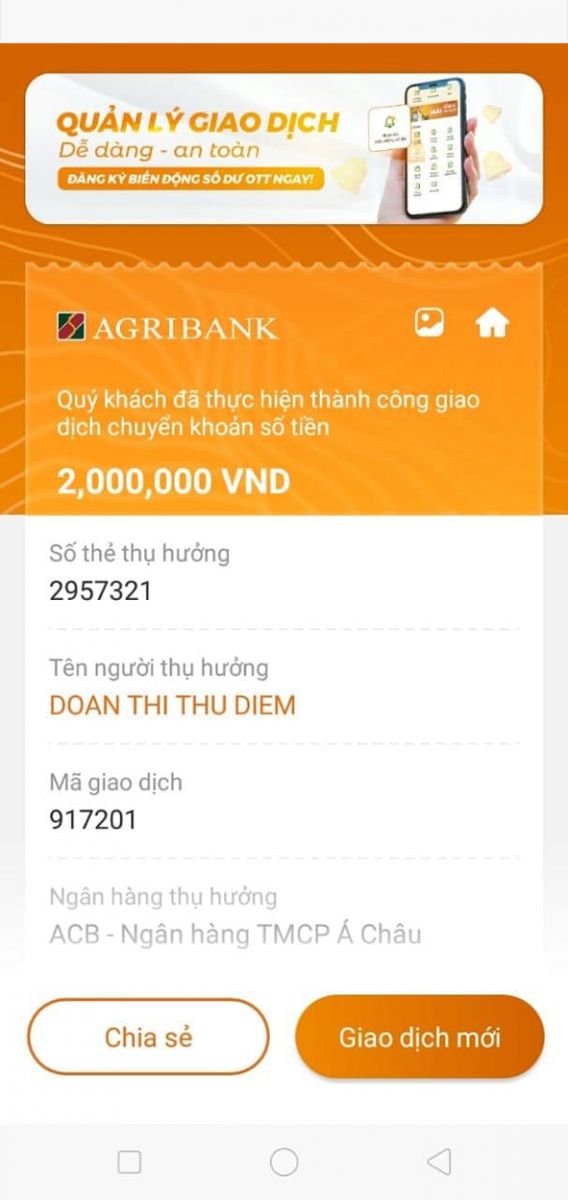 QUẢN LÝ GIAO DỊCH
Dễ dàng - an toàn
ĐĂNG KÝ BIẾN ĐỘNG SỐ DƯ OTT NGAY!
AGRIBANK
Quý khách đã thực hiện thành công giao
dịch chuyển khoản số tiền
2,000,000 VND
Số thẻ thụ hưởng
2957321
Tên người thụ hưởng
DOAN THI THU DIEM
Mã giao dịch
917201
Ngân hàng thụ hưởng
ACB - Ngân hàng TMCP Á Châu
Chia sẻ
Giao dịch mới